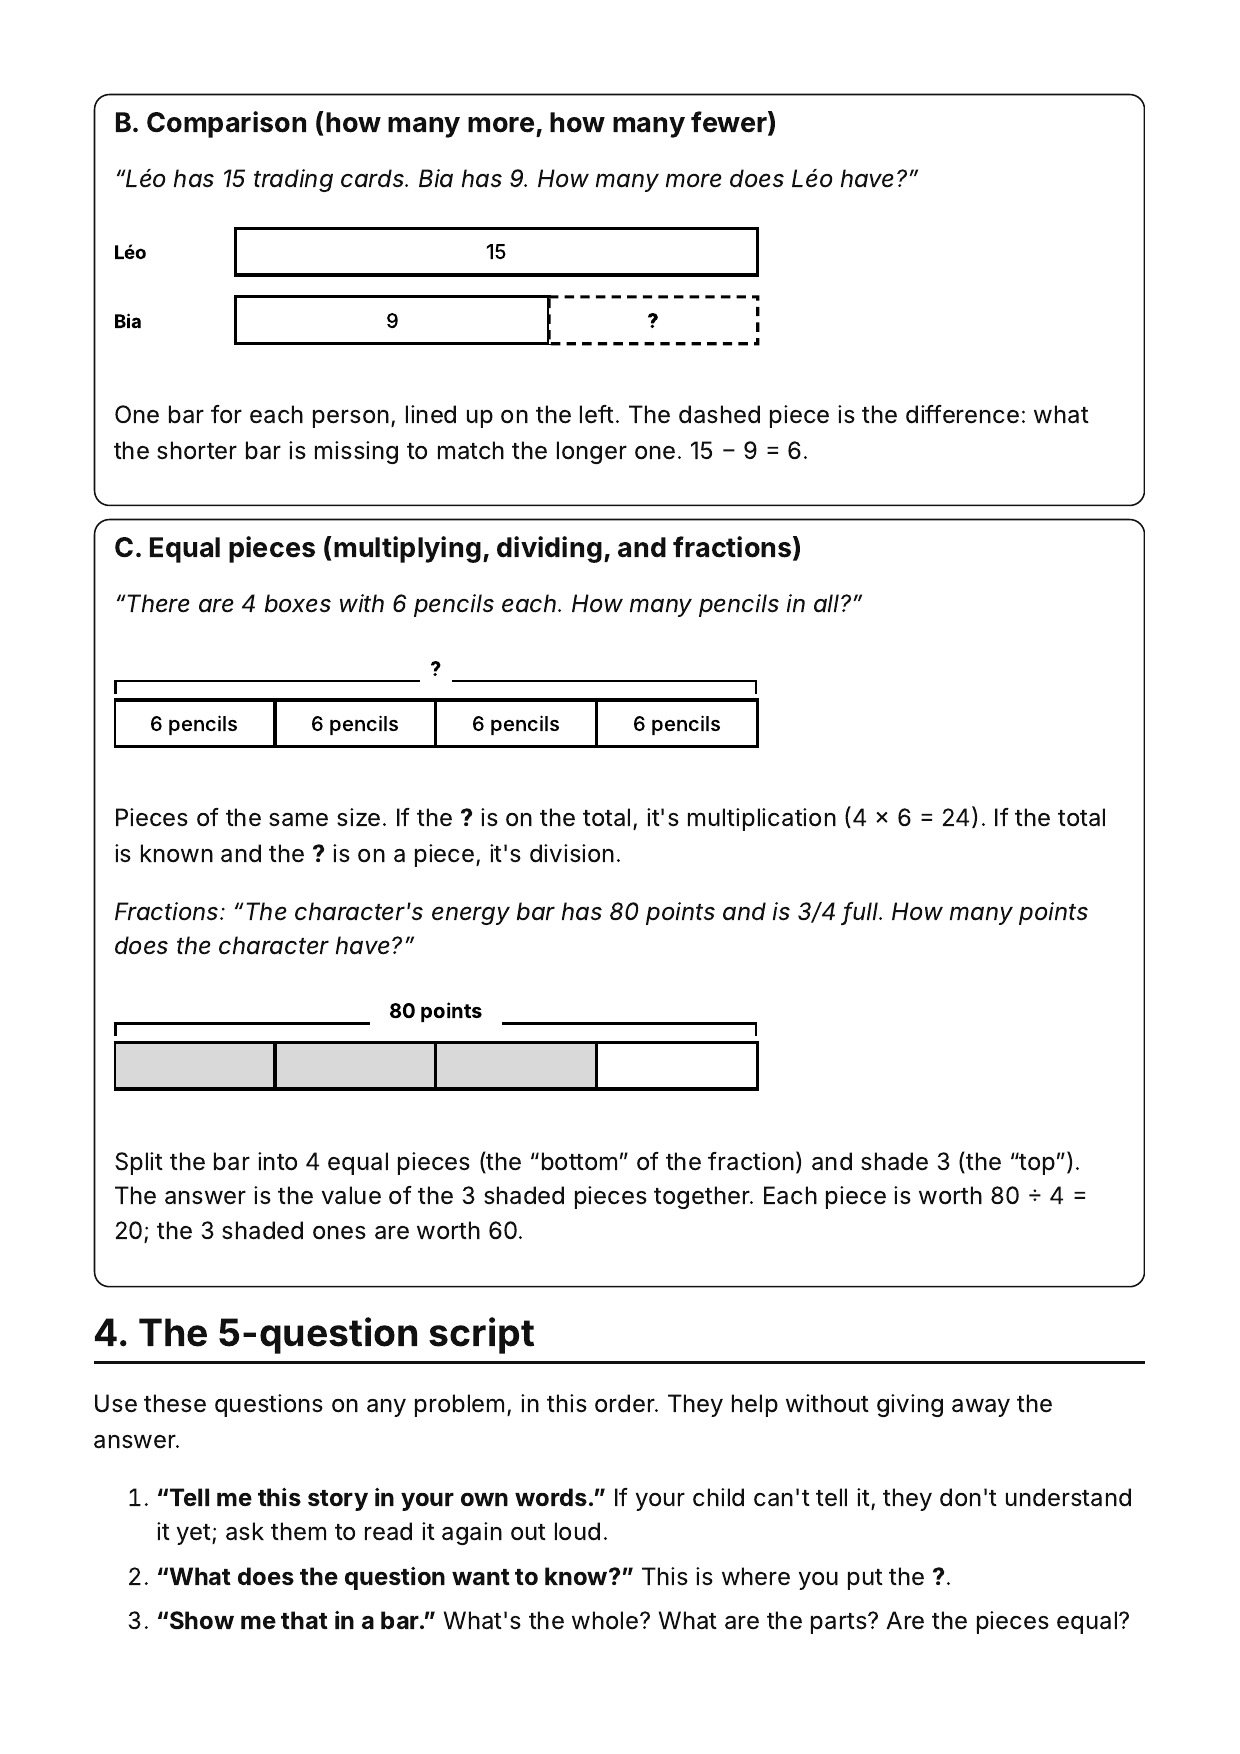 B. Comparison (how many more, how many fewer)
“Léo has 15 trading cards. Bia has 9. How many more does Léo have?”
Léo
15
Bia
9
?
One bar for each person, lined up on the left. The dashed piece is the difference: what
the shorter bar is missing to match the longer one. 15 − 9 = 6.
C. Equal pieces (multiplying, dividing, and fractions)
“There are 4 boxes with 6 pencils each. How many pencils in all?”
?
6 pencils
6 pencils
6 pencils
6 pencils
Pieces of the same size. If the ? is on the total, it's multiplication (4 × 6 = 24). If the total
is known and the ? is on a piece, it's division.
Fractions: “The character's energy bar has 80 points and is 3/4 full. How many points
does the character have?”
80 points
Split the bar into 4 equal pieces (the “bottom” of the fraction) and shade 3 (the “top”).
The answer is the value of the 3 shaded pieces together. Each piece is worth 80 ÷ 4 =
20; the 3 shaded ones are worth 60.
4. The 5-question script
Use these questions on any problem, in this order. They help without giving away the
answer.
1. “Tell me this story in your own words.” If your child can't tell it, they don't understand
it yet; ask them to read it again out loud.
2. “What does the question want to know?” This is where you put the ?.
3. “Show me that in a bar.” What's the whole? What are the parts? Are the pieces equal?